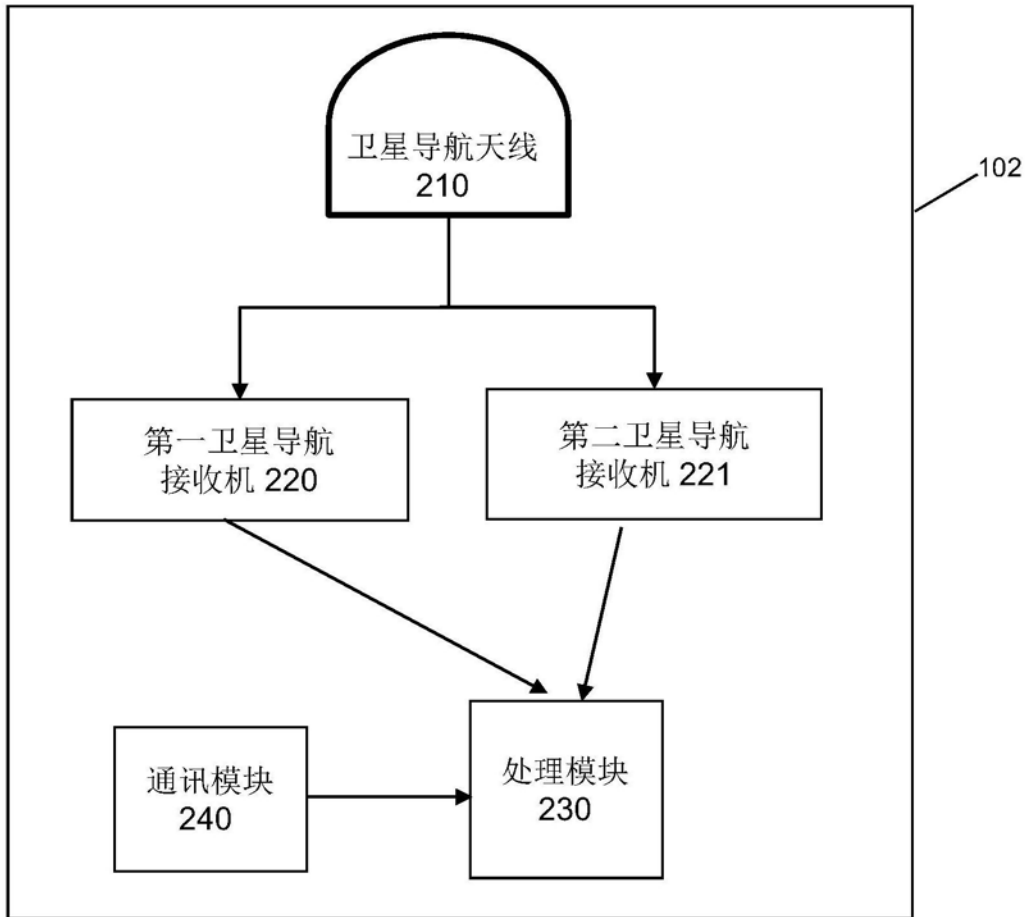 卫星导航天线
210
102
第一卫星导航
接收机 220
第二卫星导航
接收机 221
通讯模块
240
处理模块
230